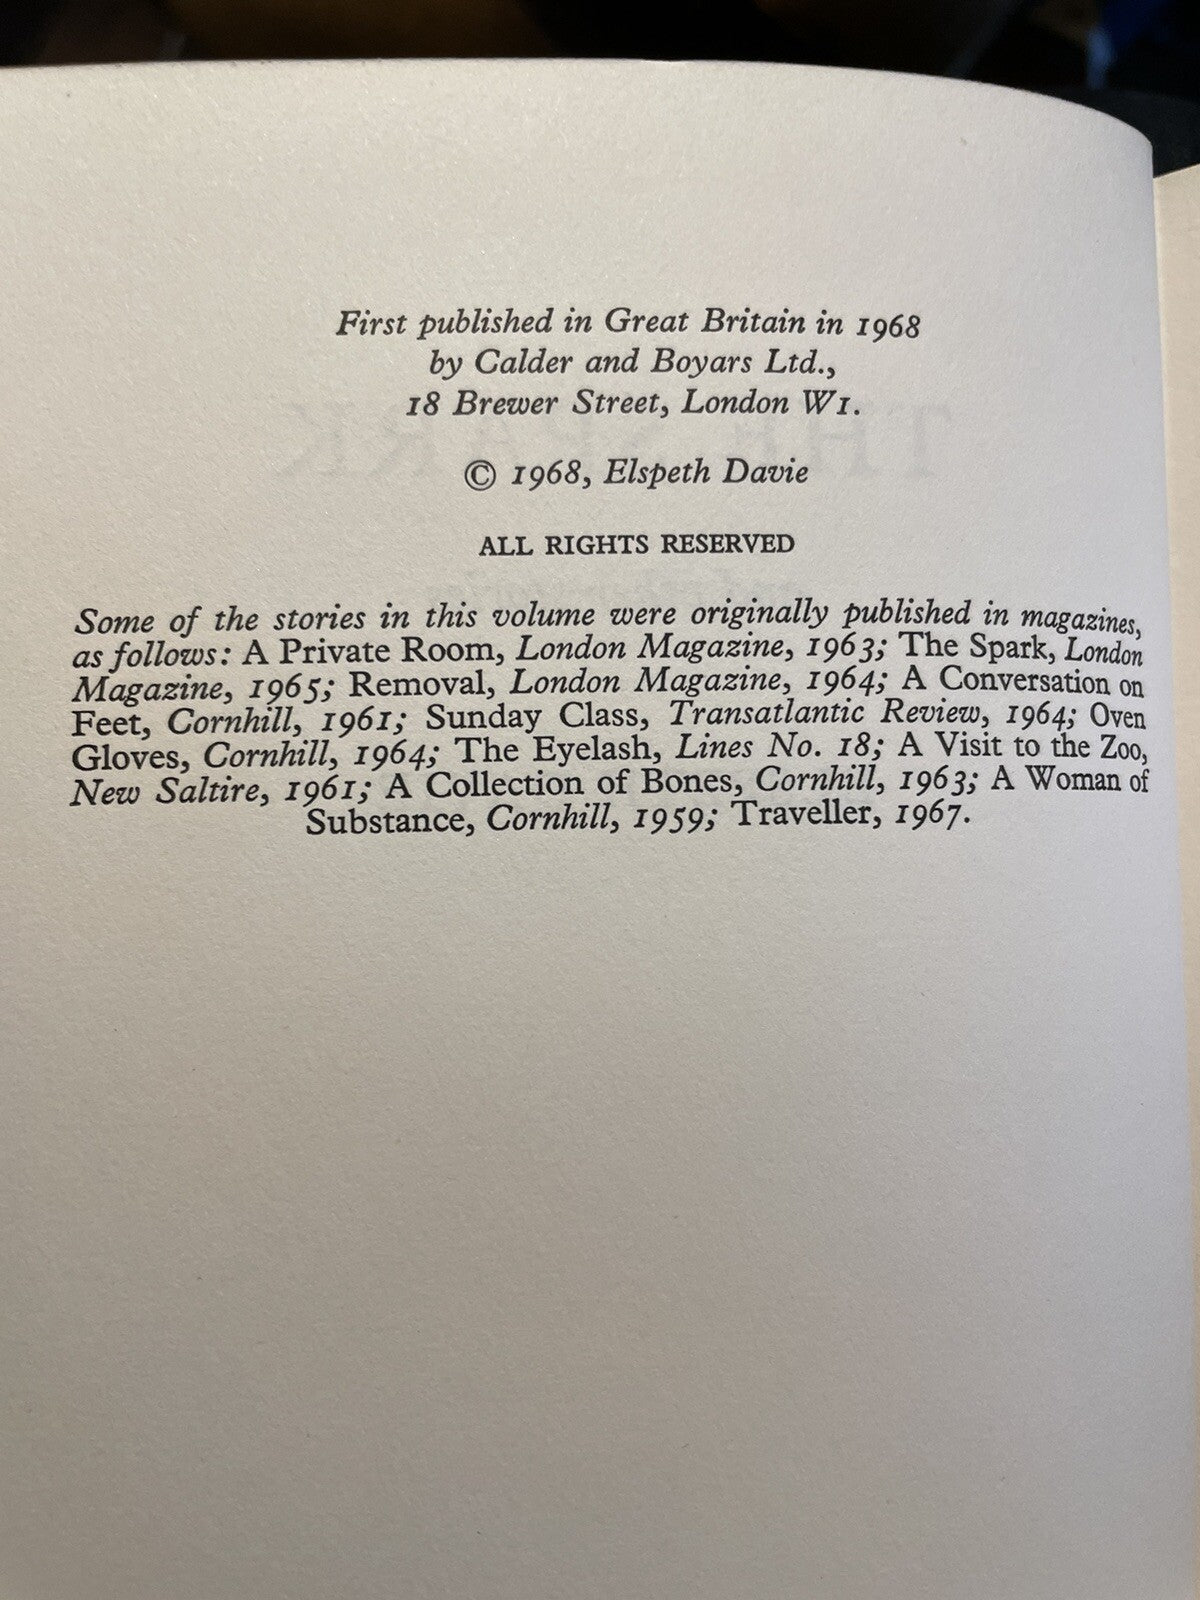 First published in Great Britain in 1968
by Calder and Boyars Ltd.,
18 Brewer Street, London W1.
© 1968, Elspeth Davie
ALL RIGHTS RESERVED
Some of the stories in this volume were originally published in magazines,
as follows: A Private Room, London Magazine, 1963; The Spark, London
Magazine, 1965; Removal, London Magazine, 1964; A Conversation on
Feet, Cornhill, 1961; Sunday Class, Transatlantic Review, 1964; Oven
Gloves, Cornhill, 1964; The Eyelash, Lines No. 18; A Visit to the Zoo,
New Saltire, 1961; A Collection of Bones, Cornhill, 1963; A Woman of
Substance, Cornhill, 1959; Traveller, 1967.